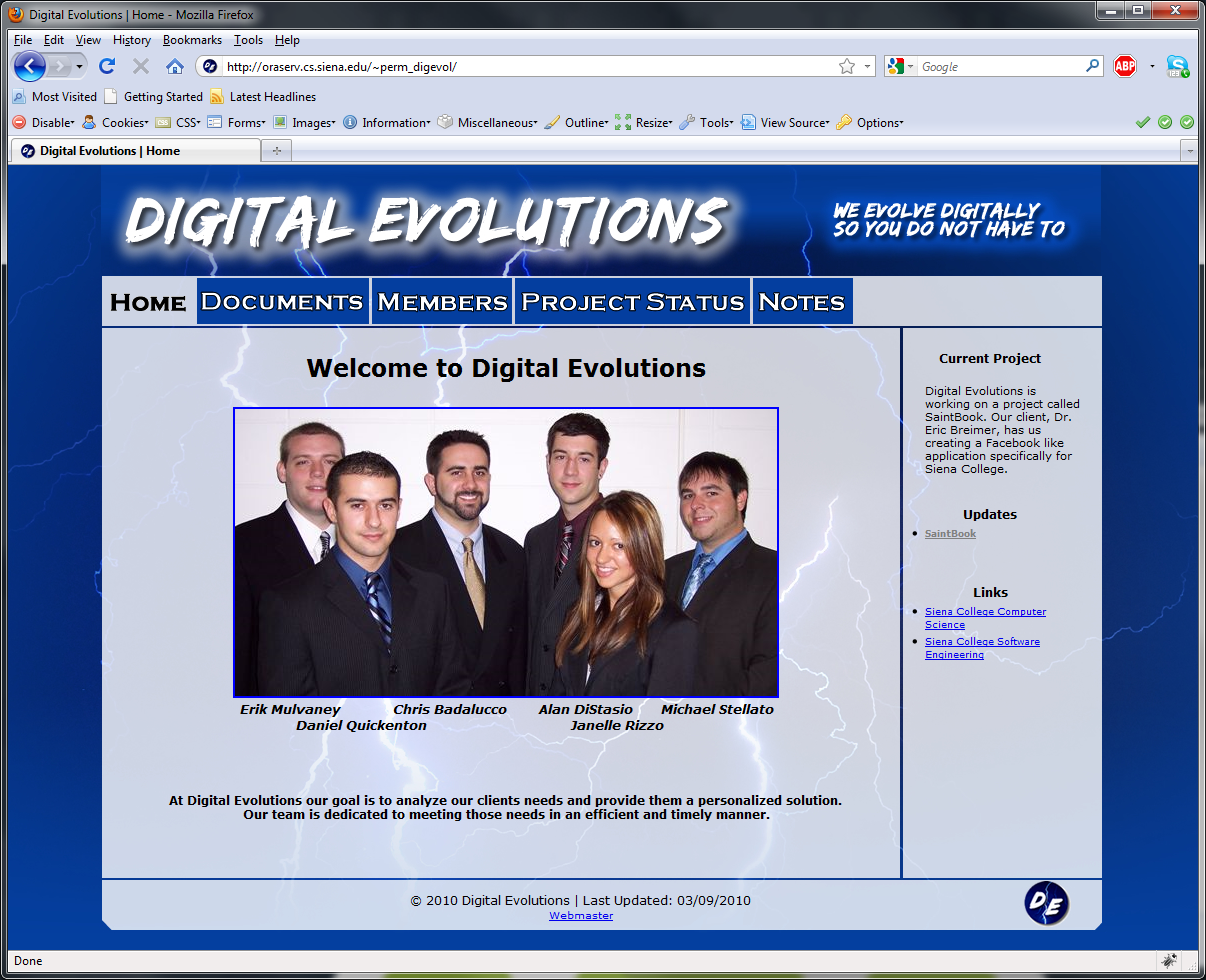 Digital Evolutions | Home - Mozilla Firefox
File Edit View History Bookmarks Tools Help
DE http://oraserv.cs.siena.edu/~perm_digevol/ Google ABP
Most Visited Getting Started Latest Headlines
Disable Cookies CSS Forms Images Information Miscellaneous Outline Resize Tools View Source Options
Digital Evolutions | Home
DIGITAL EVOLUTIONS
WE EVOLVE DIGITALLY
SO YOU DO NOT HAVE TO
HOME DOCUMENTS MEMBERS PROJECT STATUS NOTES
Welcome to Digital Evolutions
Erik Mulvaney Chris Badalucco Alan DiStasio Michael Stellato
Daniel Quickenton Janelle Rizzo
At Digital Evolutions our goal is to analyze our clients needs and provide them a personalized solution.
Our team is dedicated to meeting those needs in an efficient and timely manner.
Current Project
Digital Evolutions is
working on a project called
SaintBook. Our client, Dr.
Eric Breimer, has us
creating a Facebook like
application specifically for
Siena College.
Updates
SaintBook
Links
Siena College Computer
Science
Siena College Software
Engineering
© 2010 Digital Evolutions | Last Updated: 03/09/2010
Webmaster
DE
Done